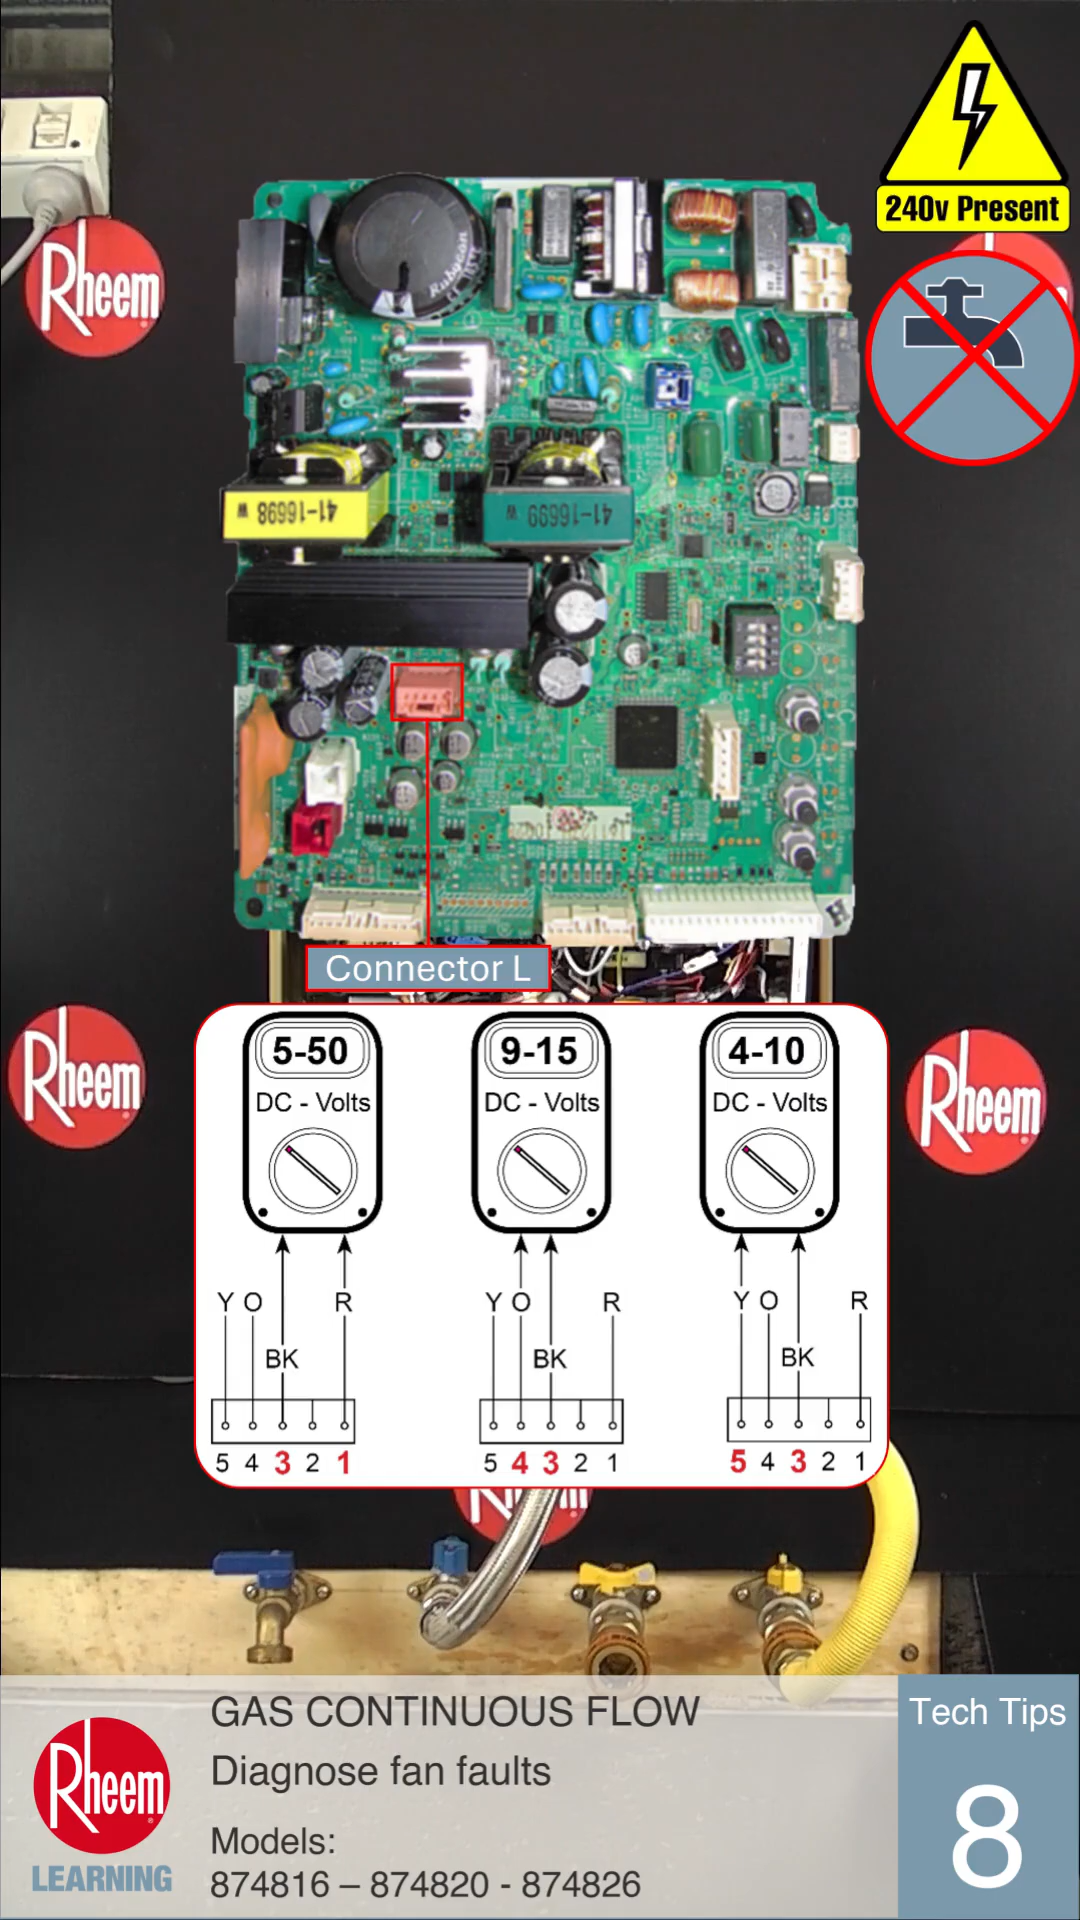 240v Present
Rheem
Rubycon
41-16698 W
41-16699 W
H
Connector L
5-50
DC - Volts
9-15
DC - Volts
4-10
DC - Volts
Y O R
BK
5 4 3 2 1
Y O R
BK
5 4 3 2 1
Y O R
BK
5 4 3 2 1
Rheem
Rheem
Rheem
LEARNING
GAS CONTINUOUS FLOW
Diagnose fan faults
Models:
874816 – 874820 - 874826
Tech Tips
8